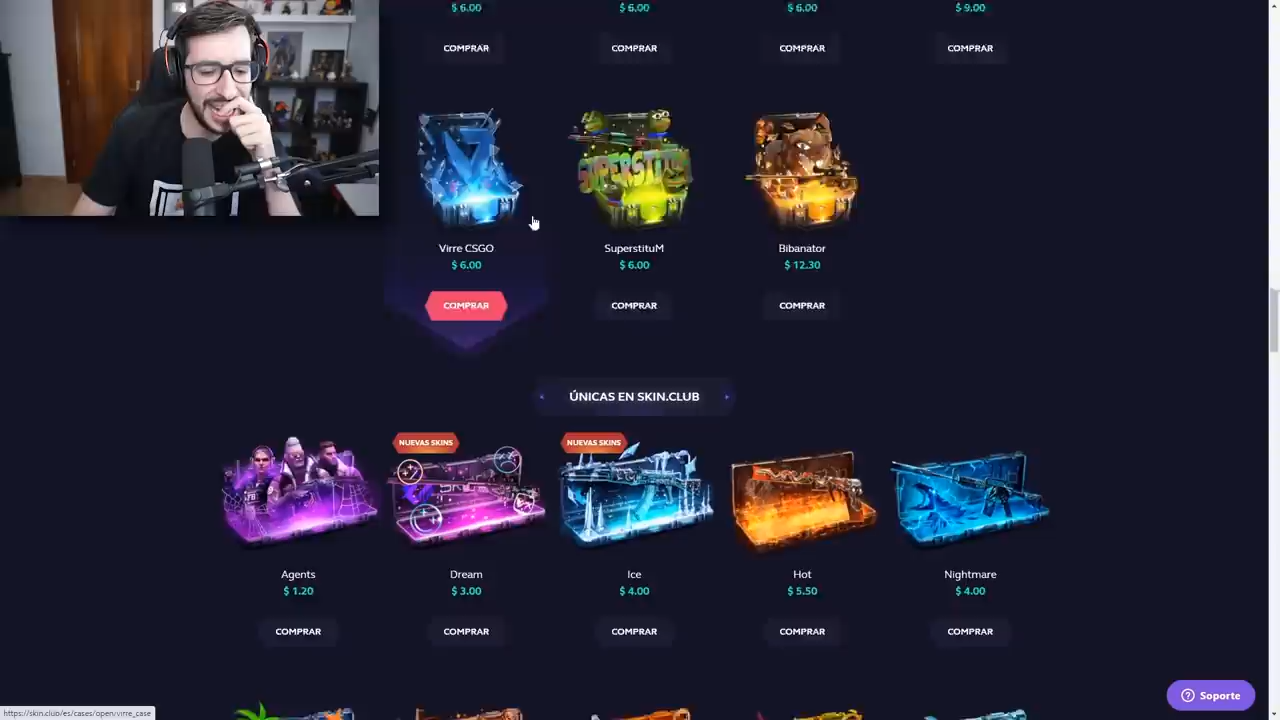 $ 6.00 $ 6.00 $ 6.00 $ 9.00
COMPRAR COMPRAR COMPRAR COMPRAR
SUPERSTITUM
Virre CSGO SuperstituM Bibanator
$ 6.00 $ 6.00 $ 12.30
COMPRAR COMPRAR COMPRAR
ÚNICAS EN SKIN.CLUB
NUEVAS SKINS NUEVAS SKINS
Agents Dream Ice Hot Nightmare
$ 1.20 $ 3.00 $ 4.00 $ 5.50 $ 4.00
COMPRAR COMPRAR COMPRAR COMPRAR COMPRAR
Soporte
https://skin.club/es/cases/open/virre_case